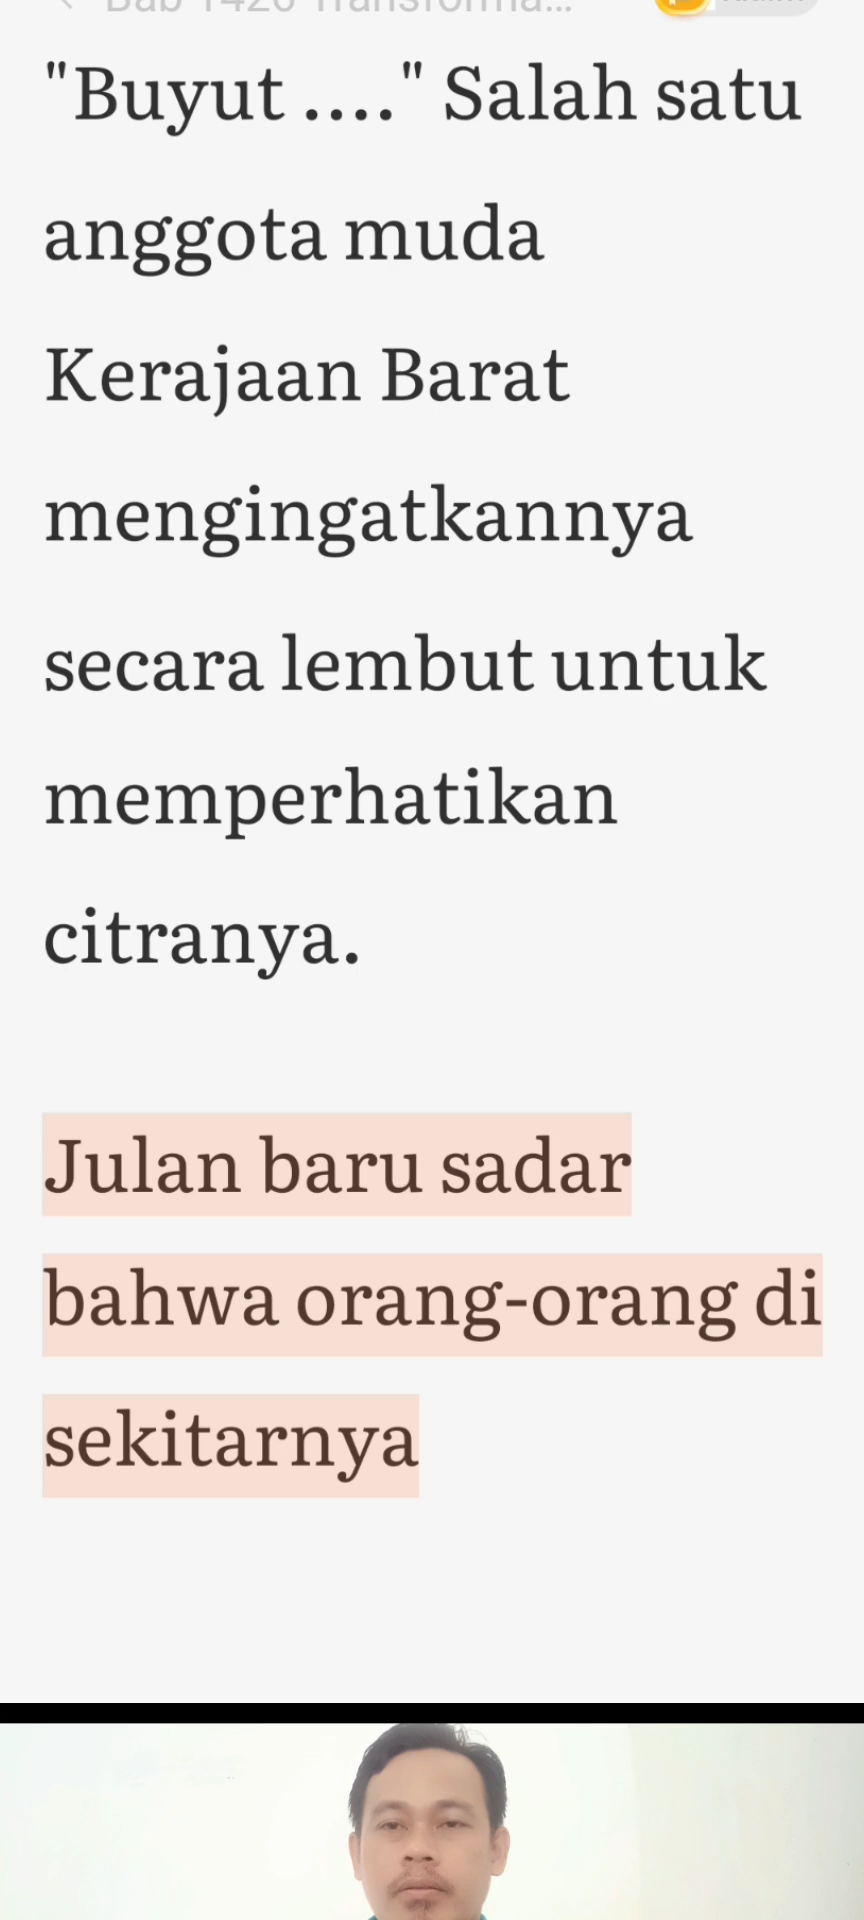 "Buyut ...." Salah satu
anggota muda
Kerajaan Barat
mengingatkannya
secara lembut untuk
memperhatikan
citranya.
Julan baru sadar
bahwa orang-orang di
sekitarnya